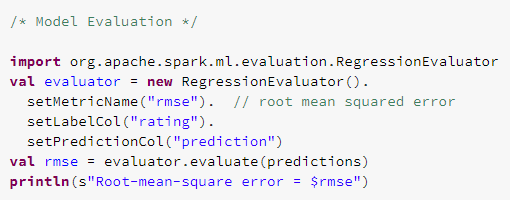 /* Model Evaluation */
import org.apache.spark.ml.evaluation.RegressionEvaluator
val evaluator = new RegressionEvaluator().
  setMetricName("rmse").  // root mean squared error
  setLabelCol("rating").
  setPredictionCol("prediction")
val rmse = evaluator.evaluate(predictions)
println(s"Root-mean-square error = $rmse")